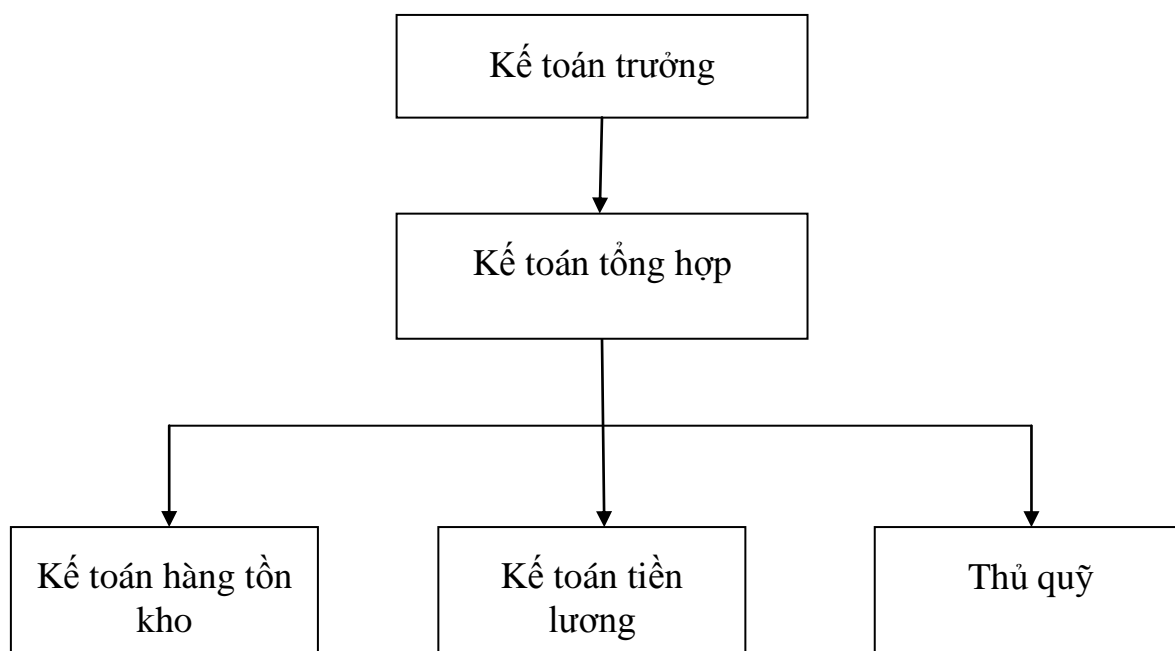 Kế toán trưởng
Kế toán tổng hợp
Kế toán hàng tồn
kho
Kế toán tiền
lương
Thủ quỹ